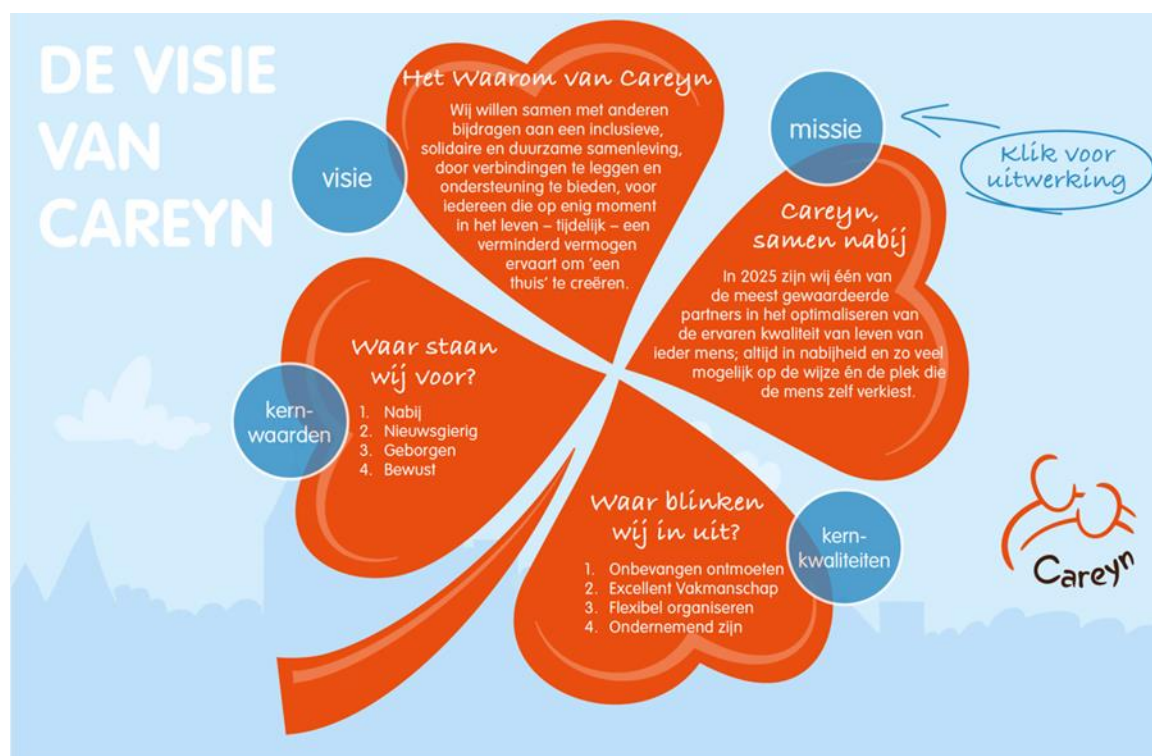 DE VISIE
VAN
CAREYN
visie
Het Waarom van Careyn
Wij willen samen met anderen
bijdragen aan een inclusieve,
solidaire en duurzame samenleving,
door verbindingen te leggen en
ondersteuning te bieden, voor
iedereen die op enig moment
in het leven – tijdelijk – een
verminderd vermogen
ervaart om ‘een
thuis’ te creëren.
missie
Klik voor
uitwerking
Careyn,
samen nabij
In 2025 zijn wij één van
de meest gewaardeerde
partners in het optimaliseren van
de ervaren kwaliteit van leven van
ieder mens; altijd in nabijheid en zo veel
mogelijk op de wijze én de plek die
de mens zelf verkiest.
kern-
waarden
Waar staan
wij voor?
1. Nabij
2. Nieuwsgierig
3. Geborgen
4. Bewust
Waar blinken
wij in uit?
1. Onbevangen ontmoeten
2. Excellent Vakmanschap
3. Flexibel organiseren
4. Ondernemend zijn
kern-
kwaliteiten
Careyn